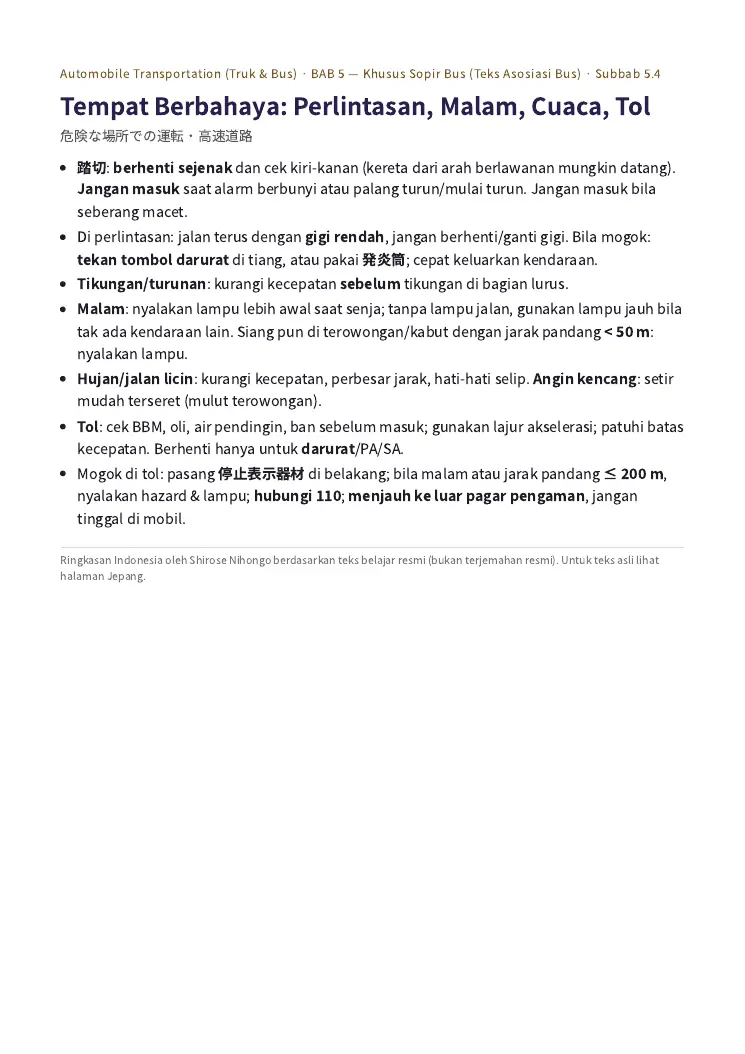 Automobile Transportation (Truk & Bus) · BAB 5 — Khusus Sopir Bus (Teks Asosiasi Bus) · Subbab 5.4
Tempat Berbahaya: Perlintasan, Malam, Cuaca, Tol
危険な場所での運転・高速道路
• 踏切: berhenti sejenak dan cek kiri-kanan (kereta dari arah berlawanan mungkin datang).
Jangan masuk saat alarm berbunyi atau palang turun/mulai turun. Jangan masuk bila
seberang macet.
• Di perlintasan: jalan terus dengan gigi rendah, jangan berhenti/ganti gigi. Bila mogok:
tekan tombol darurat di tiang, atau pakai 発炎筒; cepat keluarkan kendaraan.
• Tikungan/turunan: kurangi kecepatan sebelum tikungan di bagian lurus.
• Malam: nyalakan lampu lebih awal saat senja; tanpa lampu jalan, gunakan lampu jauh bila
tak ada kendaraan lain. Siang pun di terowongan/kabut dengan jarak pandang < 50 m:
nyalakan lampu.
• Hujan/jalan licin: kurangi kecepatan, perbesar jarak, hati-hati selip. Angin kencang: setir
mudah terseret (mulut terowongan).
• Tol: cek BBM, oli, air pendingin, ban sebelum masuk; gunakan lajur akselerasi; patuhi batas
kecepatan. Berhenti hanya untuk darurat/PA/SA.
• Mogok di tol: pasang 停止表示器材 di belakang; bila malam atau jarak pandang ≤ 200 m,
nyalakan hazard & lampu; hubungi 110; menjauh ke luar pagar pengaman, jangan
tinggal di mobil.
Ringkasan Indonesia oleh Shirose Nihongo berdasarkan teks belajar resmi (bukan terjemahan resmi). Untuk teks asli lihat
halaman Jepang.